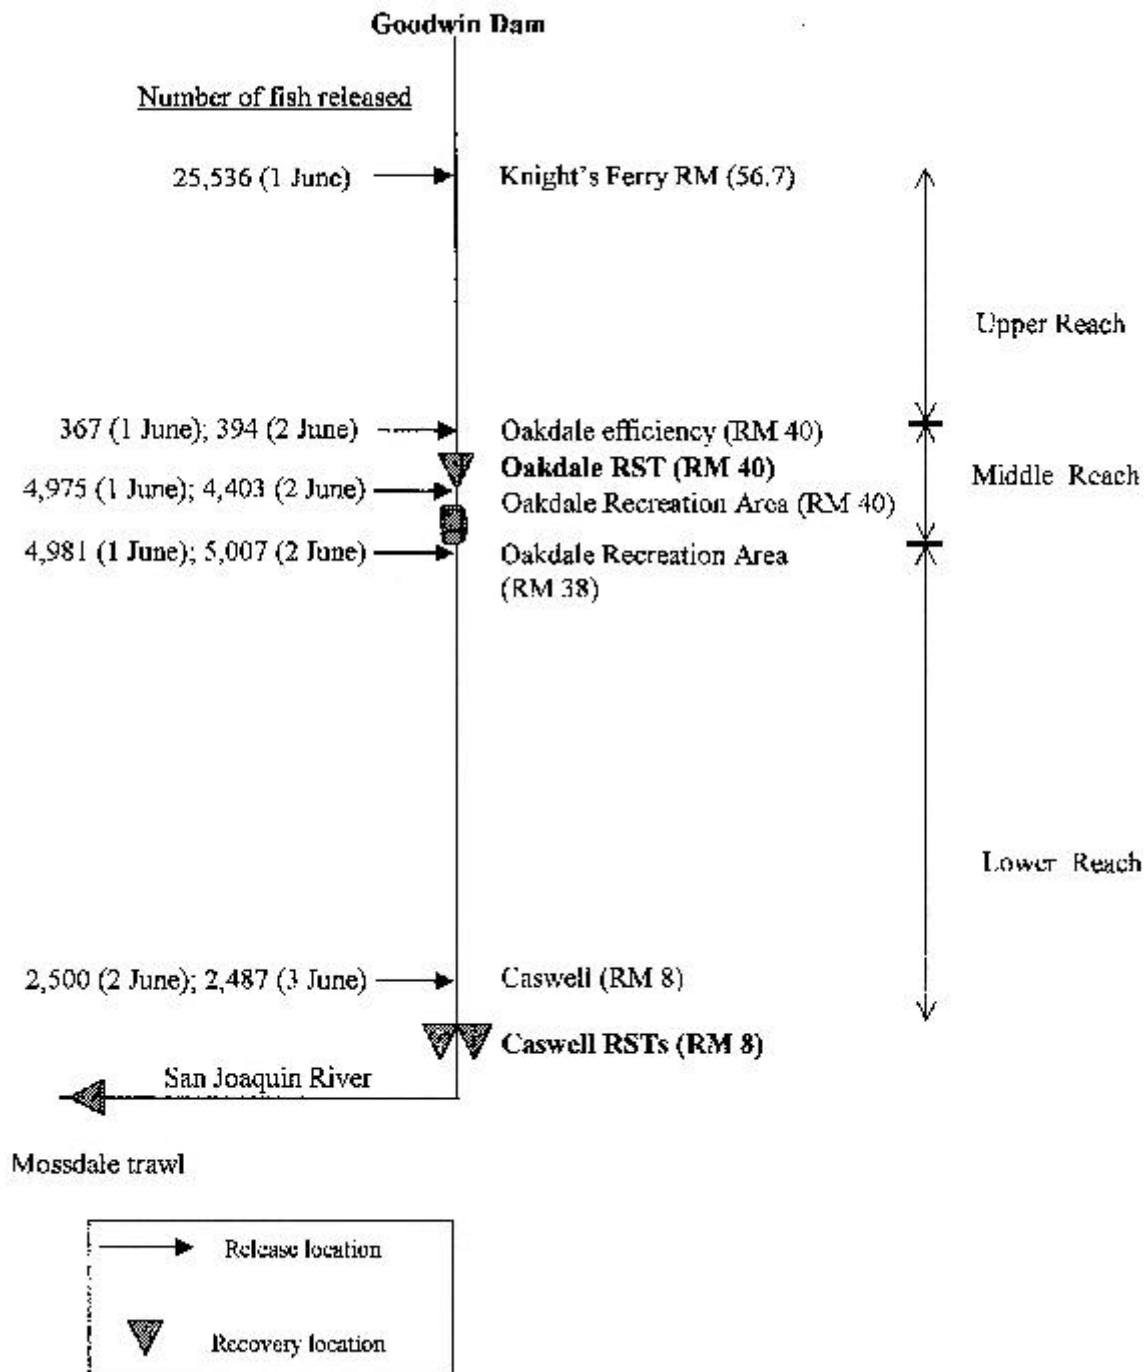 Goodwin Dam
Number of fish released
25,536 (1 June)
Knight's Ferry RM (56.7)
Upper Reach
367 (1 June); 394 (2 June)
Oakdale efficiency (RM 40)
Oakdale RST (RM 40)
Middle Reach
4,975 (1 June); 4,403 (2 June)
Oakdale Recreation Area (RM 40)
4,981 (1 June); 5,007 (2 June)
Oakdale Recreation Area
(RM 38)
Lower Reach
2,500 (2 June); 2,487 (3 June)
Caswell (RM 8)
Caswell RSTs (RM 8)
San Joaquin River
Mossdale trawl
Release location
Recovery location